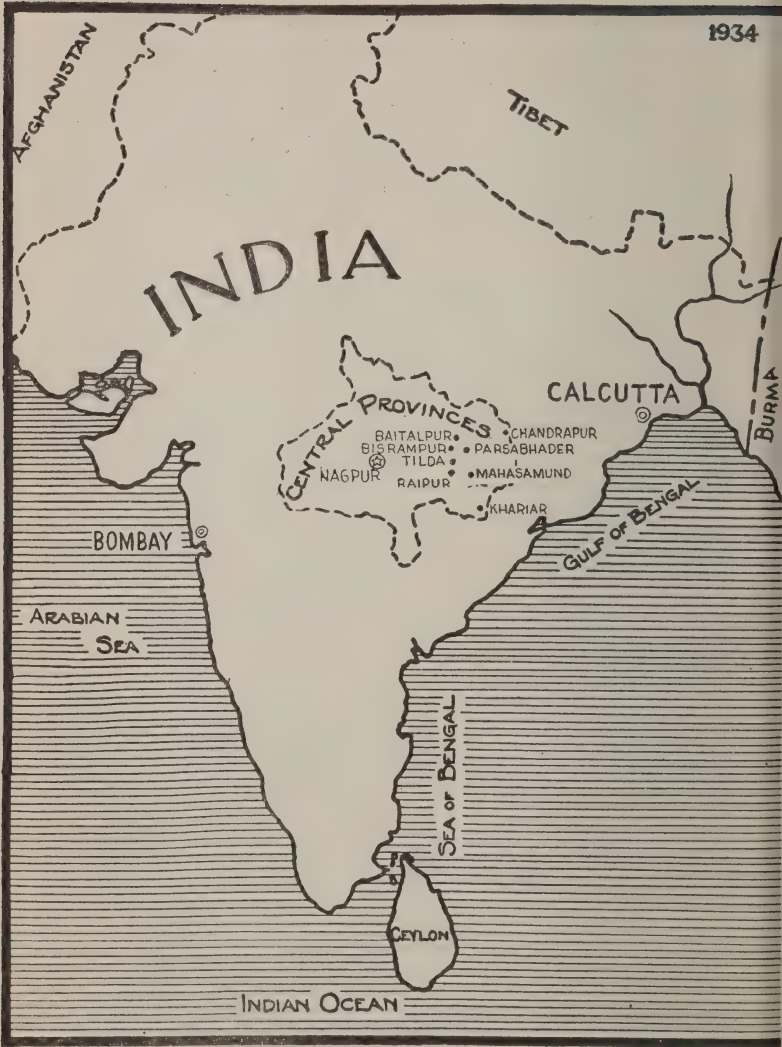 1934
AFGHANISTAN
TIBET
INDIA
CALCUTTA
BURMA
CENTRAL PROVINCES
BAITALPUR
CHANDRAPUR
BISRAMPUR
PARSABHADER
TILDA
NAGPUR
MAHASAMUND
RAIPUR
KHARIAR
BOMBAY
GULF OF BENGAL
ARABIAN
SEA
SEA OF BENGAL
CEYLON
INDIAN OCEAN